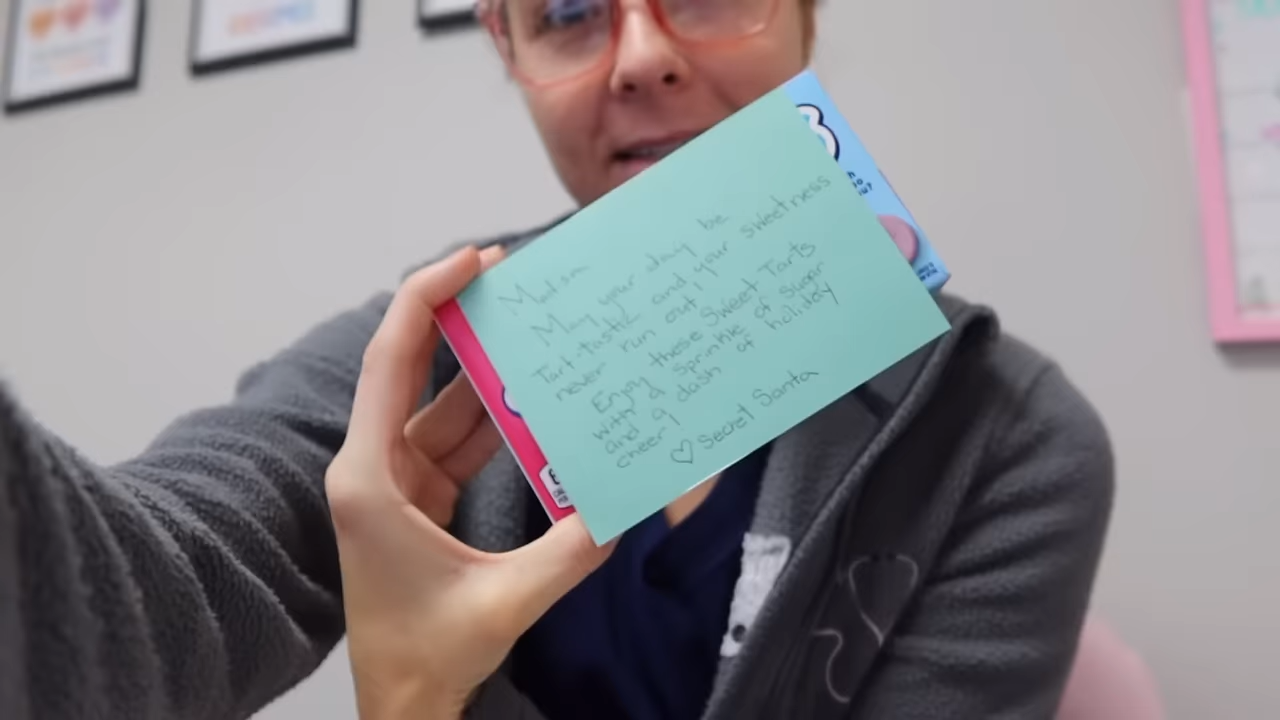 Madison
May your day be
Tart-tastic and your sweetness
never run out!
Enjoy these Sweet Tarts
with a sprinkle of sugar
and a dash of holiday
cheer!
♡ Secret Santa